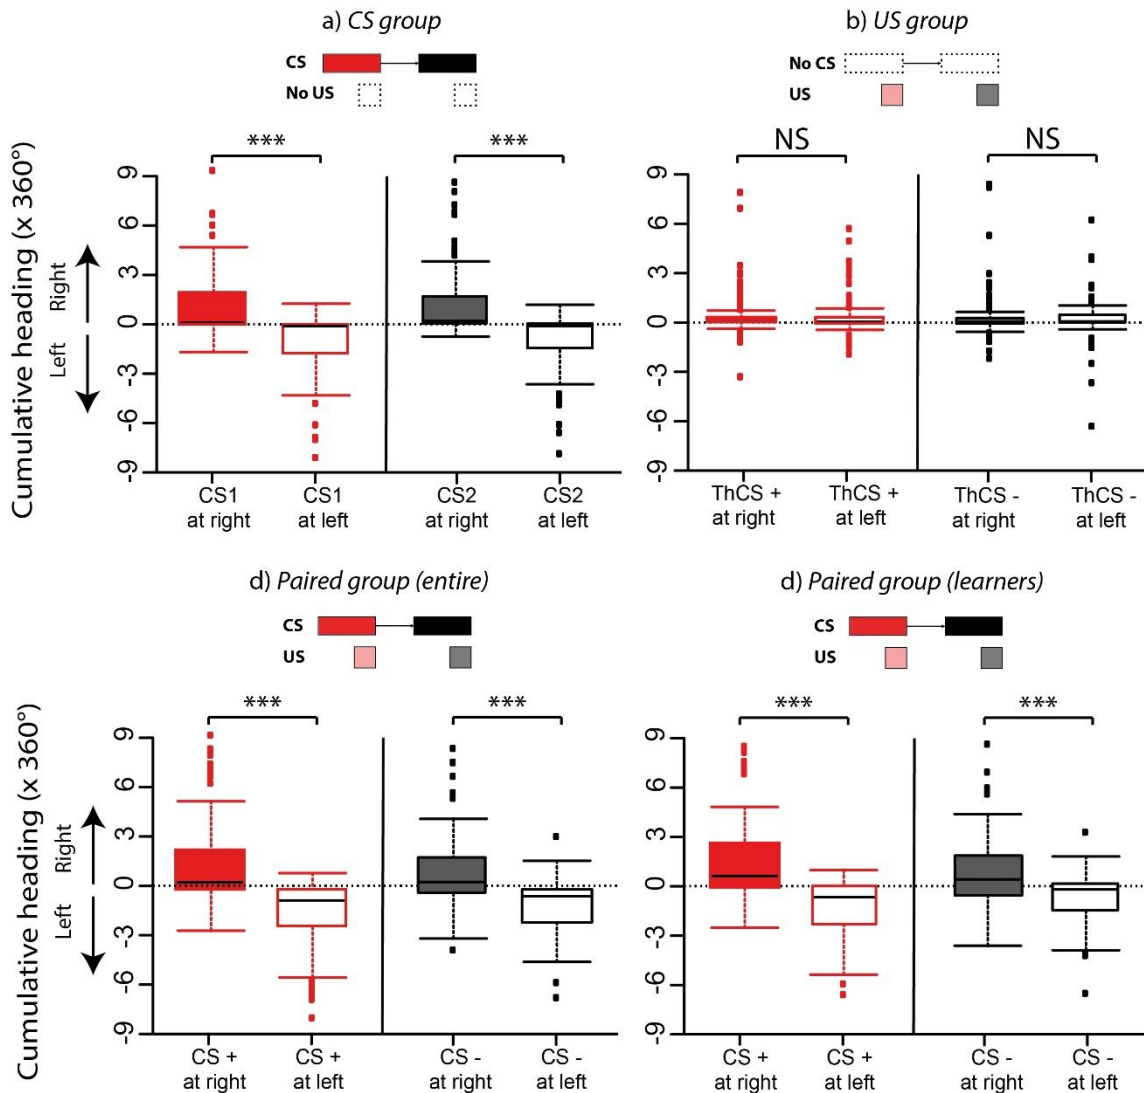 a) CS group
CS
No US
***
***
Cumulative heading (x 360°)
Right
Left
9
6
3
0
-3
-6
-9
CS1 at right
CS1 at left
CS2 at right
CS2 at left
b) US group
No CS
US
NS
NS
9
6
3
0
-3
-6
-9
ThCS + at right
ThCS + at left
ThCS - at right
ThCS - at left
d) Paired group (entire)
CS
US
***
***
Cumulative heading (x 360°)
Right
Left
9
6
3
0
-3
-6
-9
CS + at right
CS + at left
CS - at right
CS - at left
d) Paired group (learners)
CS
US
***
***
9
6
3
0
-3
-6
-9
CS + at right
CS + at left
CS - at right
CS - at left